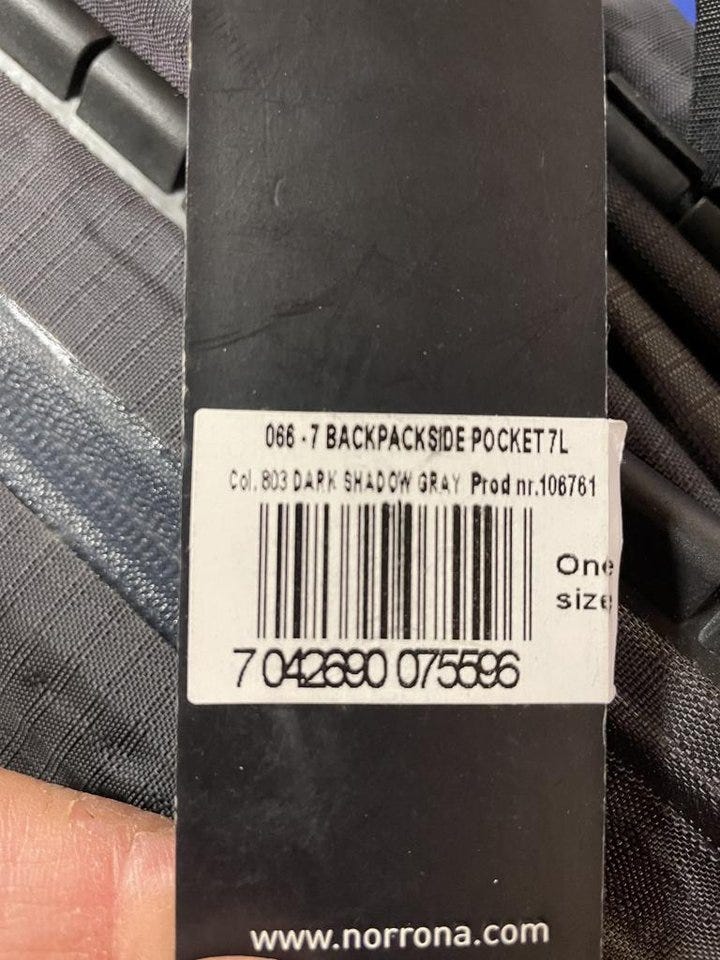 066 - 7 BACKPACKSIDE POCKET 7L
Col. 803 DARK SHADOW GRAY Prod nr.106761
One
size
7 042690 075596
www.norrona.com